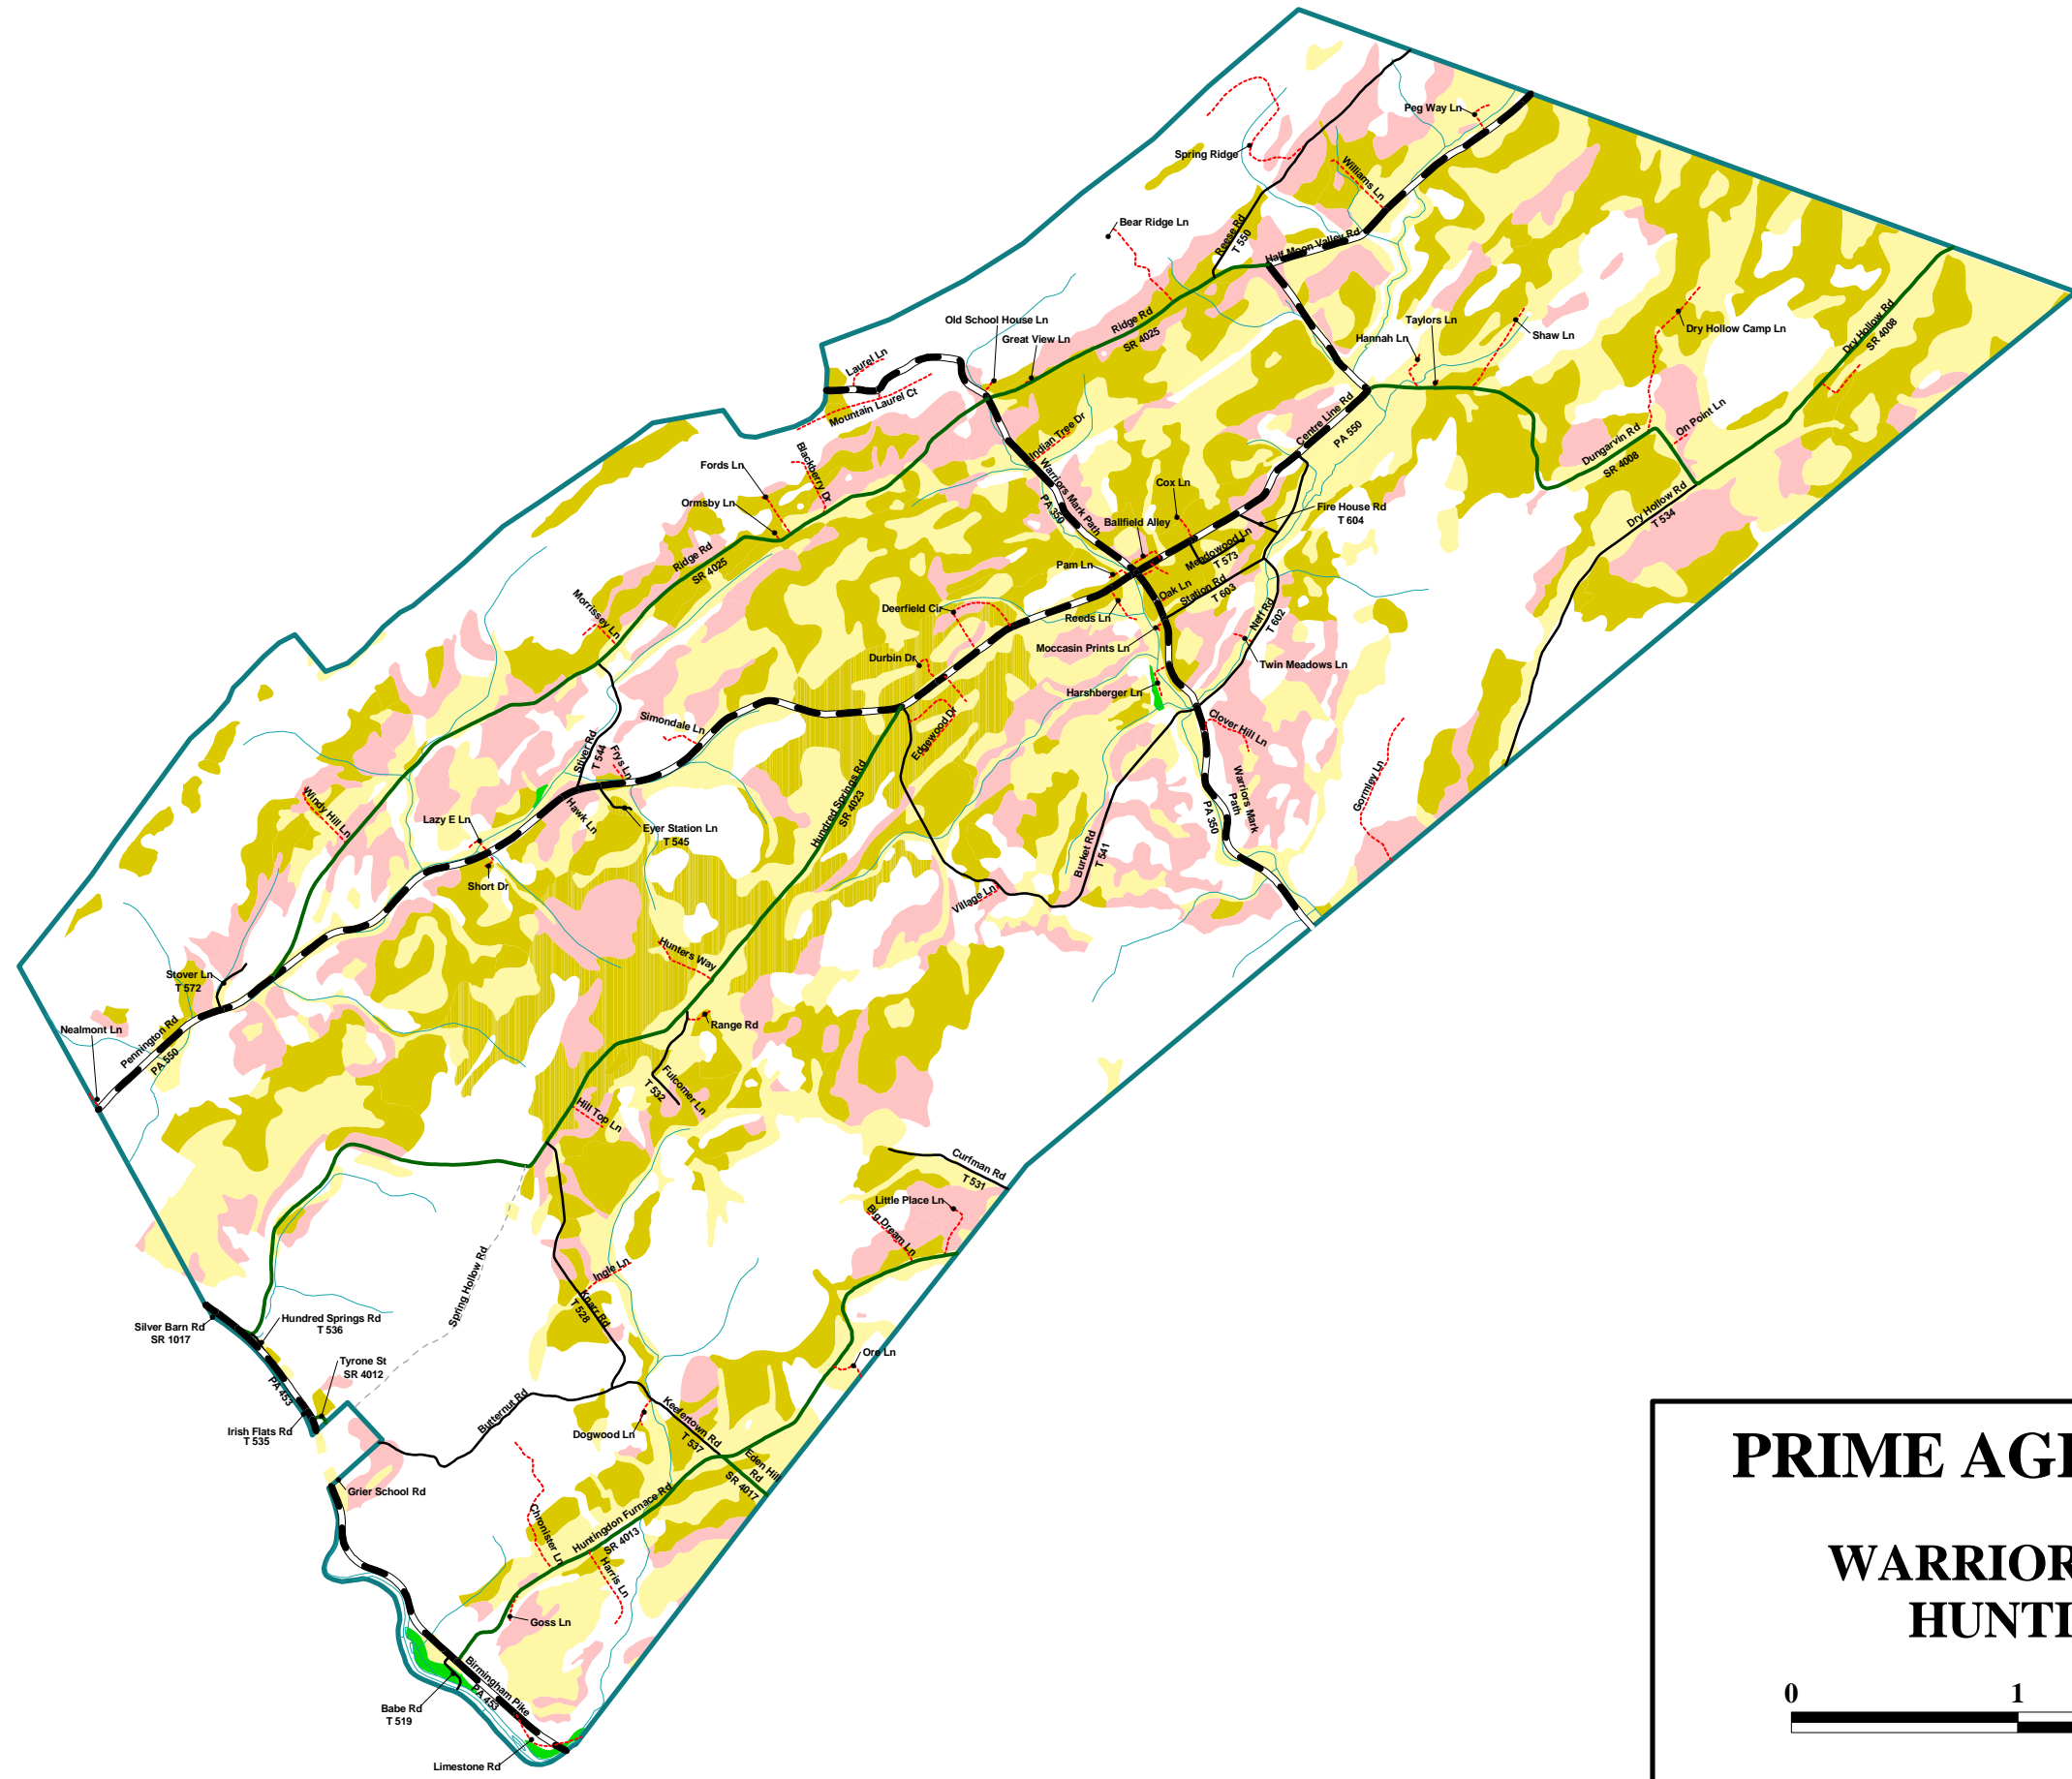 Peg Way Ln
Spring Ridge
Williams Ln
Bear Ridge Ln
Reese Rd
T 550
Half Moon Valley Rd
Old School House Ln
Great View Ln
Ridge Rd
SR 4025
Taylors Ln
Hannah Ln
Shaw Ln
Dry Hollow Camp Ln
Dry Hollow Rd
SR 4008
Laurel Ln
Mountain Laurel Ct
Indian Tree Dr
Centre Line Rd
PA 550
Dungarvin Rd
SR 4008
On Point Ln
Blackberry Dr
Fords Ln
Ormsby Ln
Warriors Mark Path
PA 350
Cox Ln
Ballfield Alley
Fire House Rd
T 604
Dry Hollow Rd
T 534
Ridge Rd
SR 4025
Meadowood Ln
T 573
Pam Ln
Oak Ln
Station Rd
T 603
Morrissey Ln
Deerfield Cir
Reeds Ln
Neff Rd
T 602
Moccasin Prints Ln
Durbin Dr
Twin Meadows Ln
Harshberger Ln
Simondale Ln
Edgewood Dr
Clover Hill Ln
Stiver Rd
T 544
Frys Ln
Windy Hill Ln
Hundred Springs Rd
SR 4023
Warriors Mark
Path
PA 350
Gormley Ln
Lazy E Ln
Hawk Ln
Eyer Station Ln
T 545
Burket Rd
T 541
Short Dr
Village Ln
Hunters Way
Stover Ln
T 572
Nealmont Ln
Pennington Rd
PA 550
Range Rd
Fulcomer Ln
T 532
Hill Top Ln
Curfman Rd
T 531
Little Place Ln
Big Dream Ln
Spring Hollow Rd
Ingle Ln
Knarr Rd
T 528
Silver Barn Rd
SR 1017
Hundred Springs Rd
T 536
Tyrone St
SR 4012
Ore Ln
PA 453
Irish Flats Rd
T 535
Butternut Rd
Dogwood Ln
Keefertown Rd
T 537
Eden Hill
Rd
SR 4017
Grier School Rd
Chronister Ln
Huntingdon Furnace Rd
SR 4013
Harris Ln
Goss Ln
Birmingham Pike
PA 453
Babe Rd
T 519
Limestone Rd
PRIME AG
WARRIOR
HUNTI
0 1